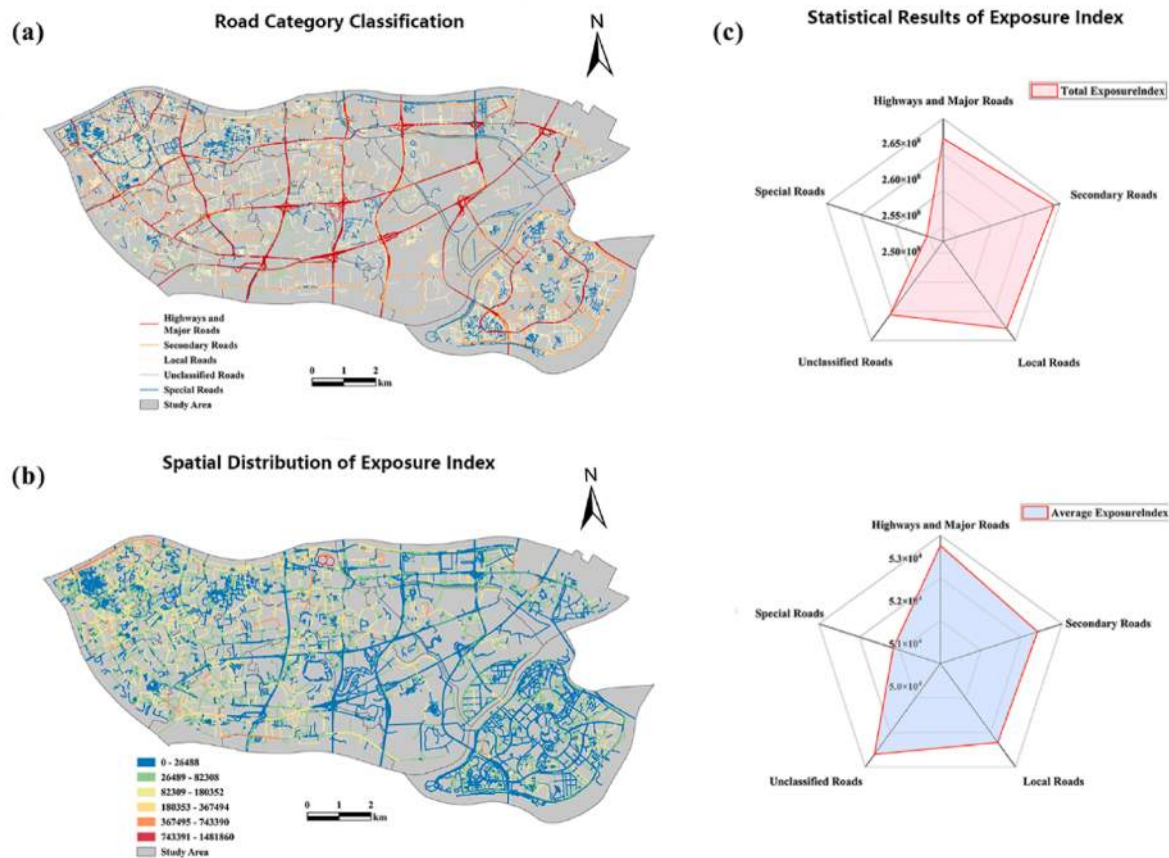 (a)
Road Category Classification
N
Highways and
Major Roads
Secondary Roads
Local Roads
Unclassified Roads
Special Roads
Study Area
0 1 2
km
(b)
Spatial Distribution of Exposure Index
N
0 - 26488
26489 - 82308
82309 - 180352
180353 - 367494
367495 - 743390
743391 - 1481860
Study Area
0 1 2
km
(c)
Statistical Results of Exposure Index
Total ExposureIndex
Highways and Major Roads
2.65×10⁸
2.60×10⁸
2.55×10⁸
2.50×10⁸
Special Roads
Secondary Roads
Unclassified Roads
Local Roads
Average ExposureIndex
Highways and Major Roads
5.3×10⁴
5.2×10⁴
5.1×10⁴
5.0×10⁴
Special Roads
Secondary Roads
Unclassified Roads
Local Roads